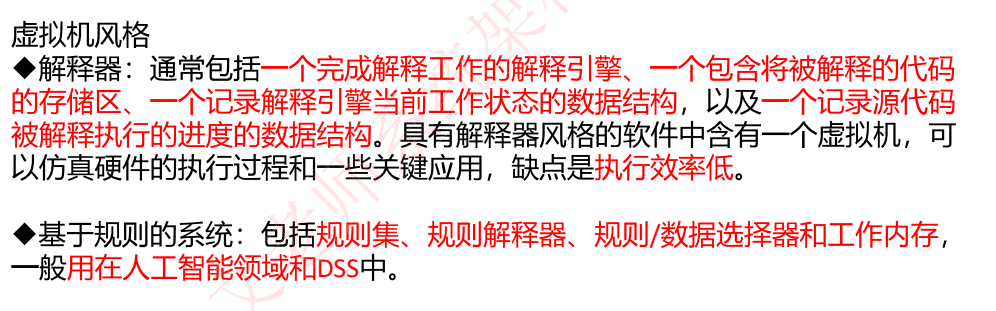 虚拟机风格
◆解释器：通常包括一个完成解释工作的解释引擎、一个包含将被解释的代码
的存储区、一个记录解释引擎当前工作状态的数据结构，以及一个记录源代码
被解释执行的进度的数据结构。具有解释器风格的软件中含有一个虚拟机，可
以仿真硬件的执行过程和一些关键应用，缺点是执行效率低。
◆基于规则的系统：包括规则集、规则解释器、规则/数据选择器和工作内存，
一般用在人工智能领域和DSS中。